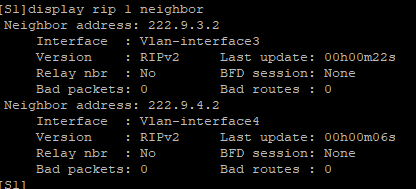 [S1]display rip 1 neighbor
Neighbor address: 222.9.3.2
Interface : Vlan-interface3
Version : RIPv2 Last update: 00h00m22s
Relay nbr : No BFD session: None
Bad packets: 0 Bad routes : 0
Neighbor address: 222.9.4.2
Interface : Vlan-interface4
Version : RIPv2 Last update: 00h00m06s
Relay nbr : No BFD session: None
Bad packets: 0 Bad routes : 0
[S1]